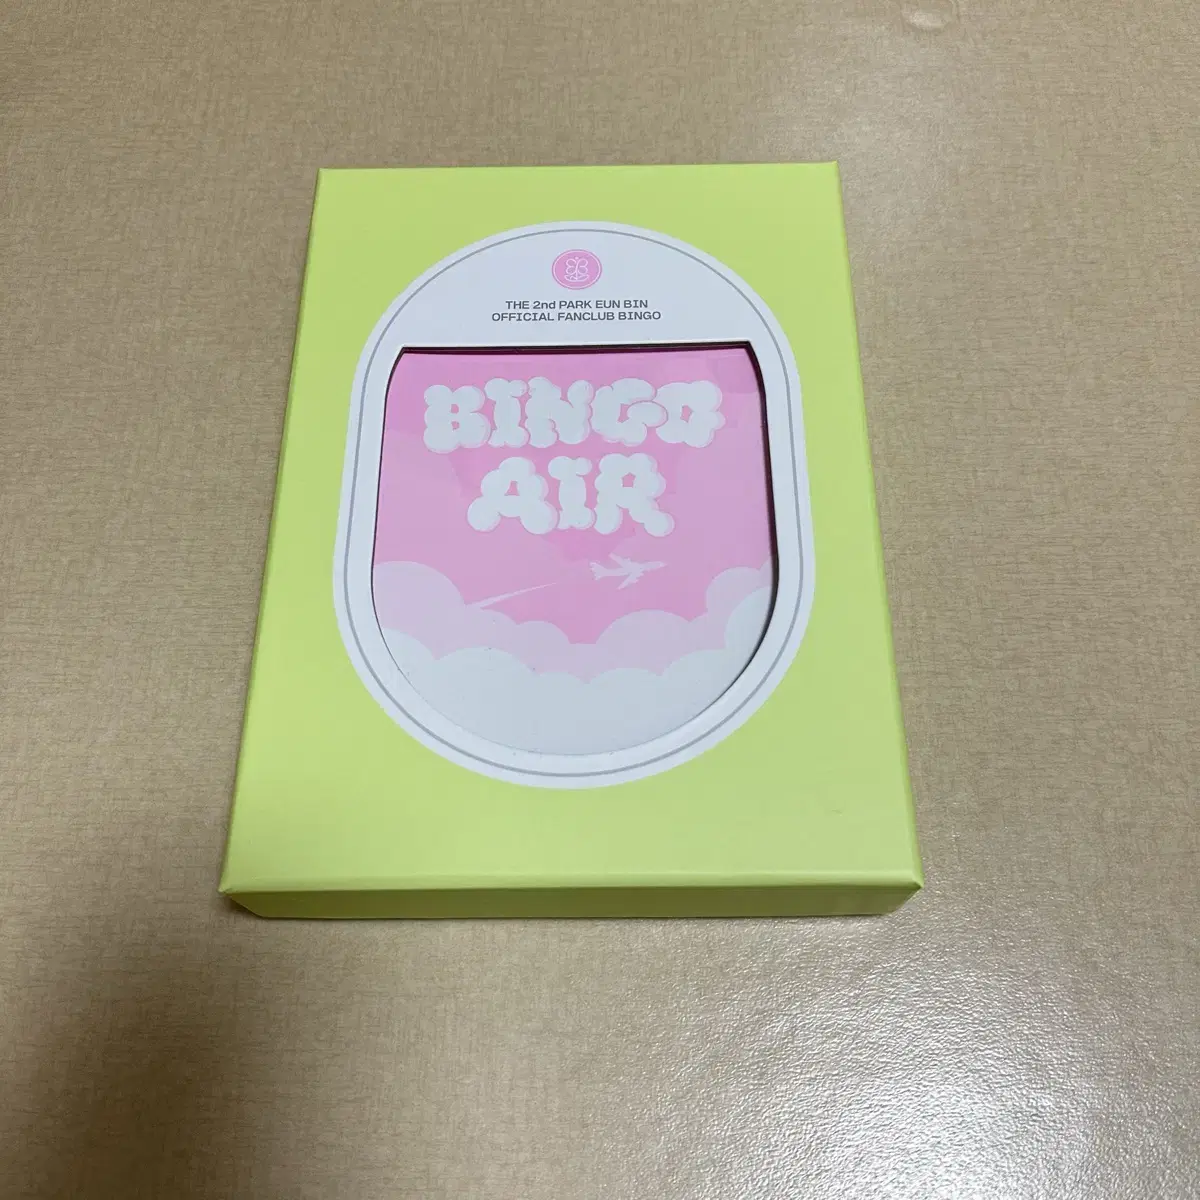 THE 2nd PARK EUN BIN
OFFICIAL FANCLUB BINGO
BINGO
AIR